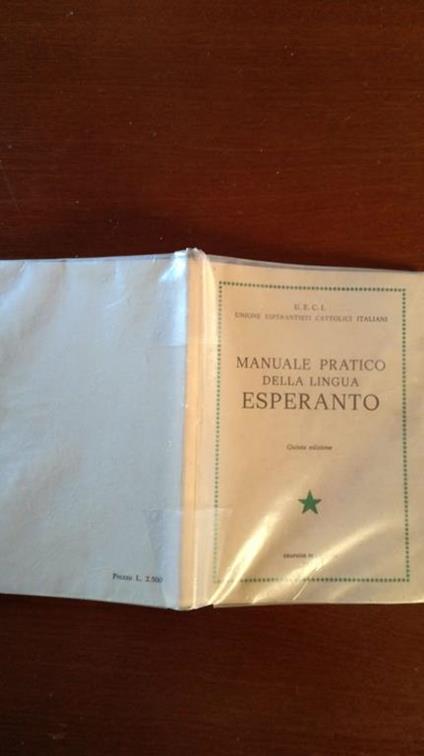 U. E. C. I.
UNIONE ESPERANTISTI CATTOLICI ITALIANI
MANUALE PRATICO
DELLA LINGUA
ESPERANTO
Quinta edizione
PREZZO L. 2.500